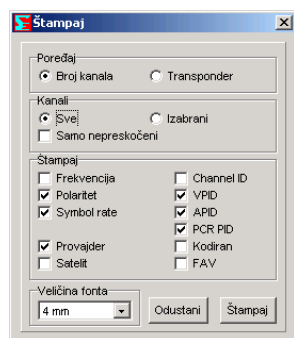 Štampaj
Poređaj
Broj kanala Transponder
Kanali
Sve Izabrani
Samo nepreskočeni
Štampaj
Frekvencija Channel ID
Polaritet VPID
Symbol rate APID
PCR PID
Provajder Kodiran
Satelit FAV
Veličina fonta
4 mm Odustani Štampaj